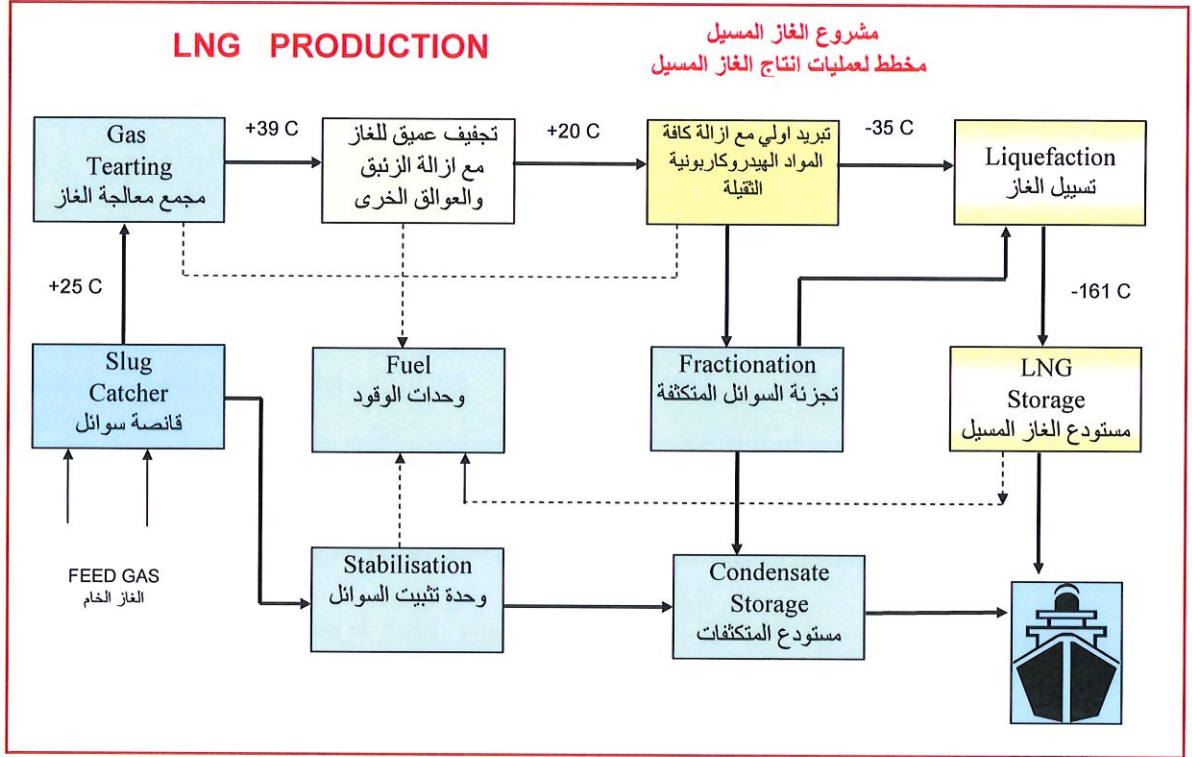 LNG PRODUCTION
مشروع الغاز المسيل
مخطط لعمليات انتاج الغاز المسيل
Gas
Tearting
مجمع معالجة الغاز
+39 C
تجفيف عميق للغاز
مع ازالة الزئبق
والعوالق الخرى
+20 C
تبريد اولي مع ازالة كافة
المواد الهيدروكاربونية
الثقيلة
-35 C
Liquefaction
تسييل الغاز
+25 C
-161 C
Slug
Catcher
قانصة سوائل
Fuel
وحدات الوقود
Fractionation
تجزئة السوائل المتكثفة
LNG
Storage
مستودع الغاز المسيل
FEED GAS
الغاز الخام
Stabilisation
وحدة تثبيت السوائل
Condensate
Storage
مستودع المتكثفات